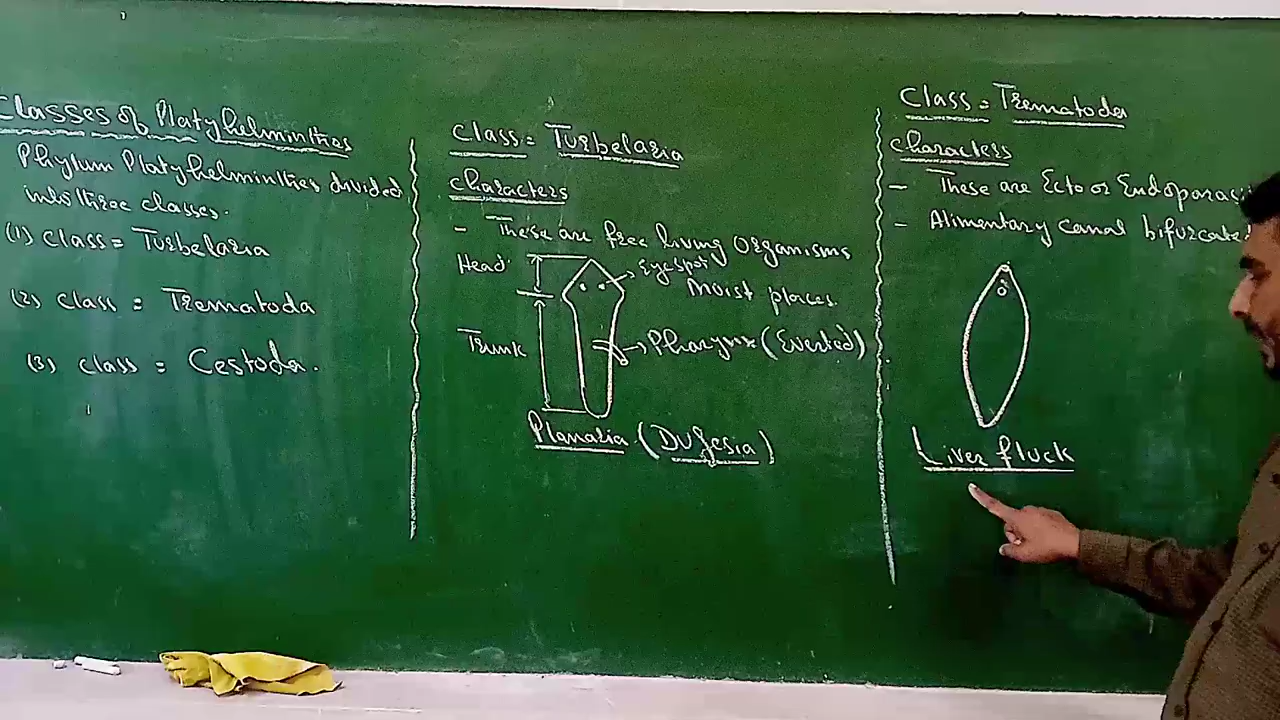 Classes of Platyhelminthes
Phylum Platyhelminthes divided
into three classes.
(1) Class = Turbelaria
(2) Class = Trematoda
(3) Class = Cestoda.
Class = Turbelaria
Characters
- These are free living organisms
Moist places.
Head
Eyespot
Trunk
Pharynx (Everted)
Planaria (Dugesia)
Class = Trematoda
Characters
- These are Ecto or Endoparasi
- Alimentary canal bifurcate
Liver fluck